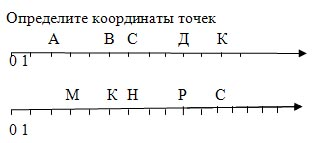 Определите координаты точек
А В С Д К
0 1
М К Н Р С
0 1